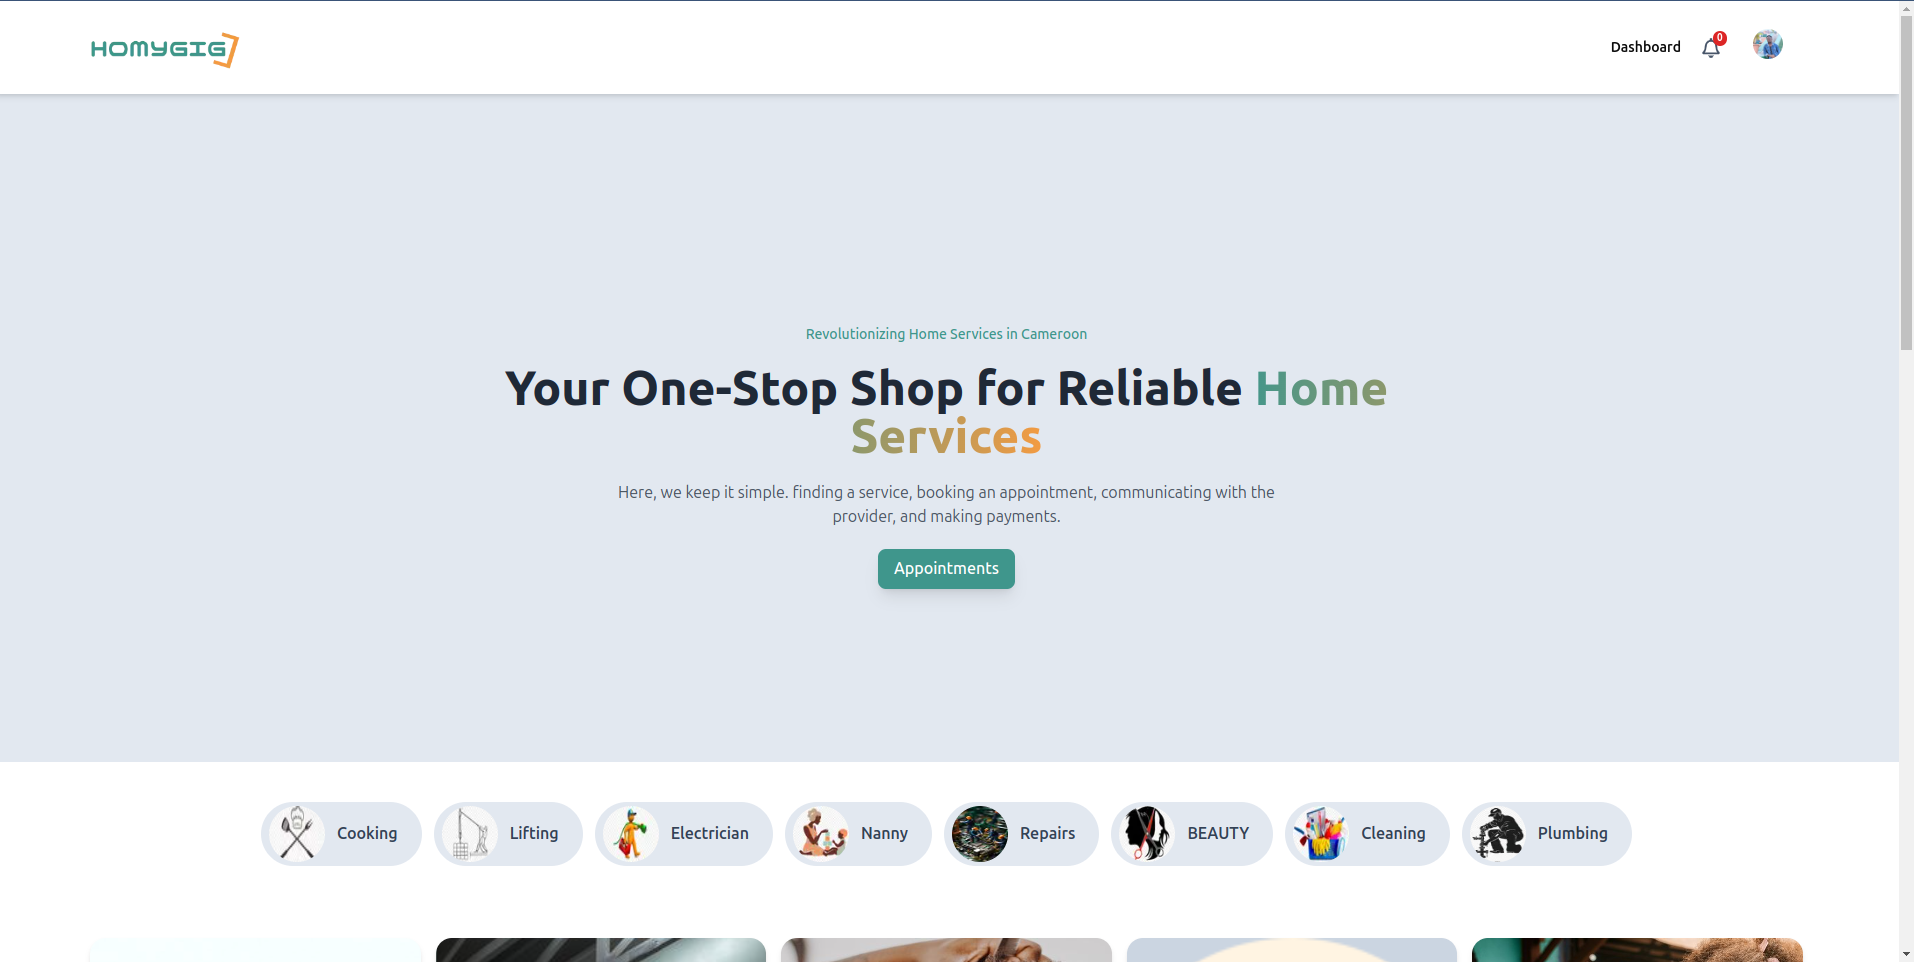 HOMYGIG
Dashboard
0
Revolutionizing Home Services in Cameroon
Your One-Stop Shop for Reliable Home
Services
Here, we keep it simple. finding a service, booking an appointment, communicating with the
provider, and making payments.
Appointments
Cooking
Lifting
Electrician
Nanny
Repairs
BEAUTY
Cleaning
Plumbing